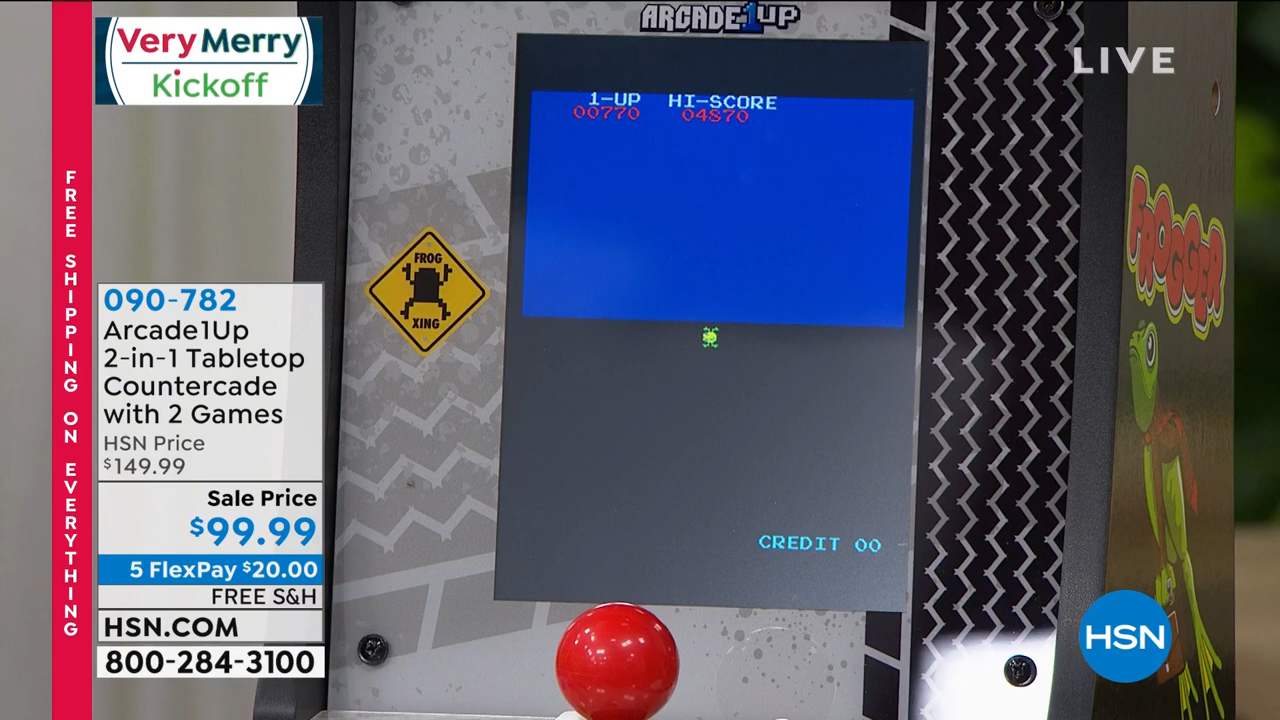 Very Merry
Kickoff
FREE SHIPPING ON EVERYTHING
090-782
Arcade1Up
2-in-1 Tabletop
Countercade
with 2 Games
HSN Price
$149.99
Sale Price
$99.99
5 FlexPay $20.00
FREE S&H
HSN.COM
800-284-3100
ARCADE1UP
1-UP HI-SCORE
00770 04870
FROG
XING
CREDIT 00
LIVE
FROGGER
HSN